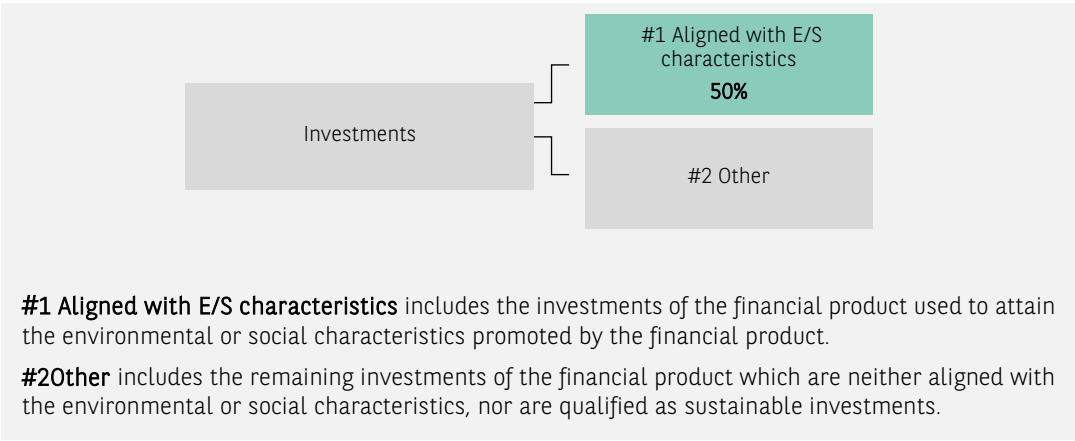 #1 Aligned with E/S
characteristics
50%
Investments
#2 Other
#1 Aligned with E/S characteristics includes the investments of the financial product used to attain
the environmental or social characteristics promoted by the financial product.
#2Other includes the remaining investments of the financial product which are neither aligned with
the environmental or social characteristics, nor are qualified as sustainable investments.